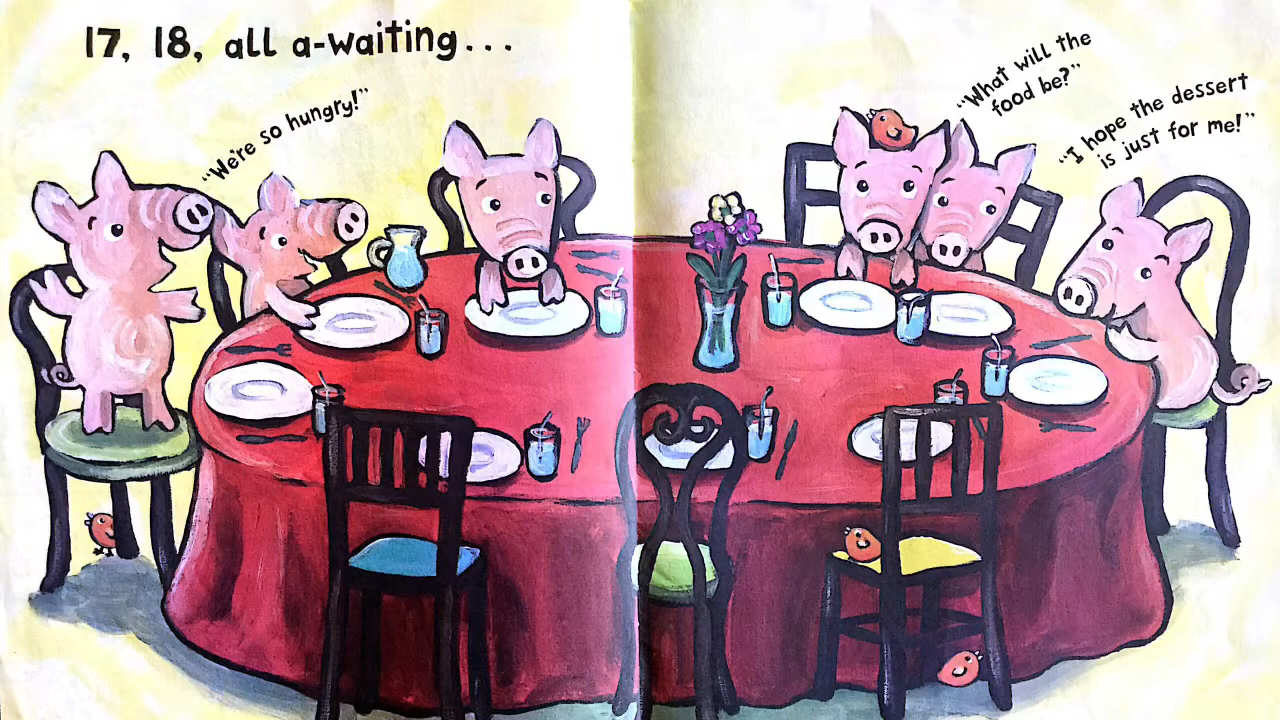 17, 18, all a-waiting...
"We're so hungry!"
"What will the
food be?"
"I hope the dessert
is just for me!"